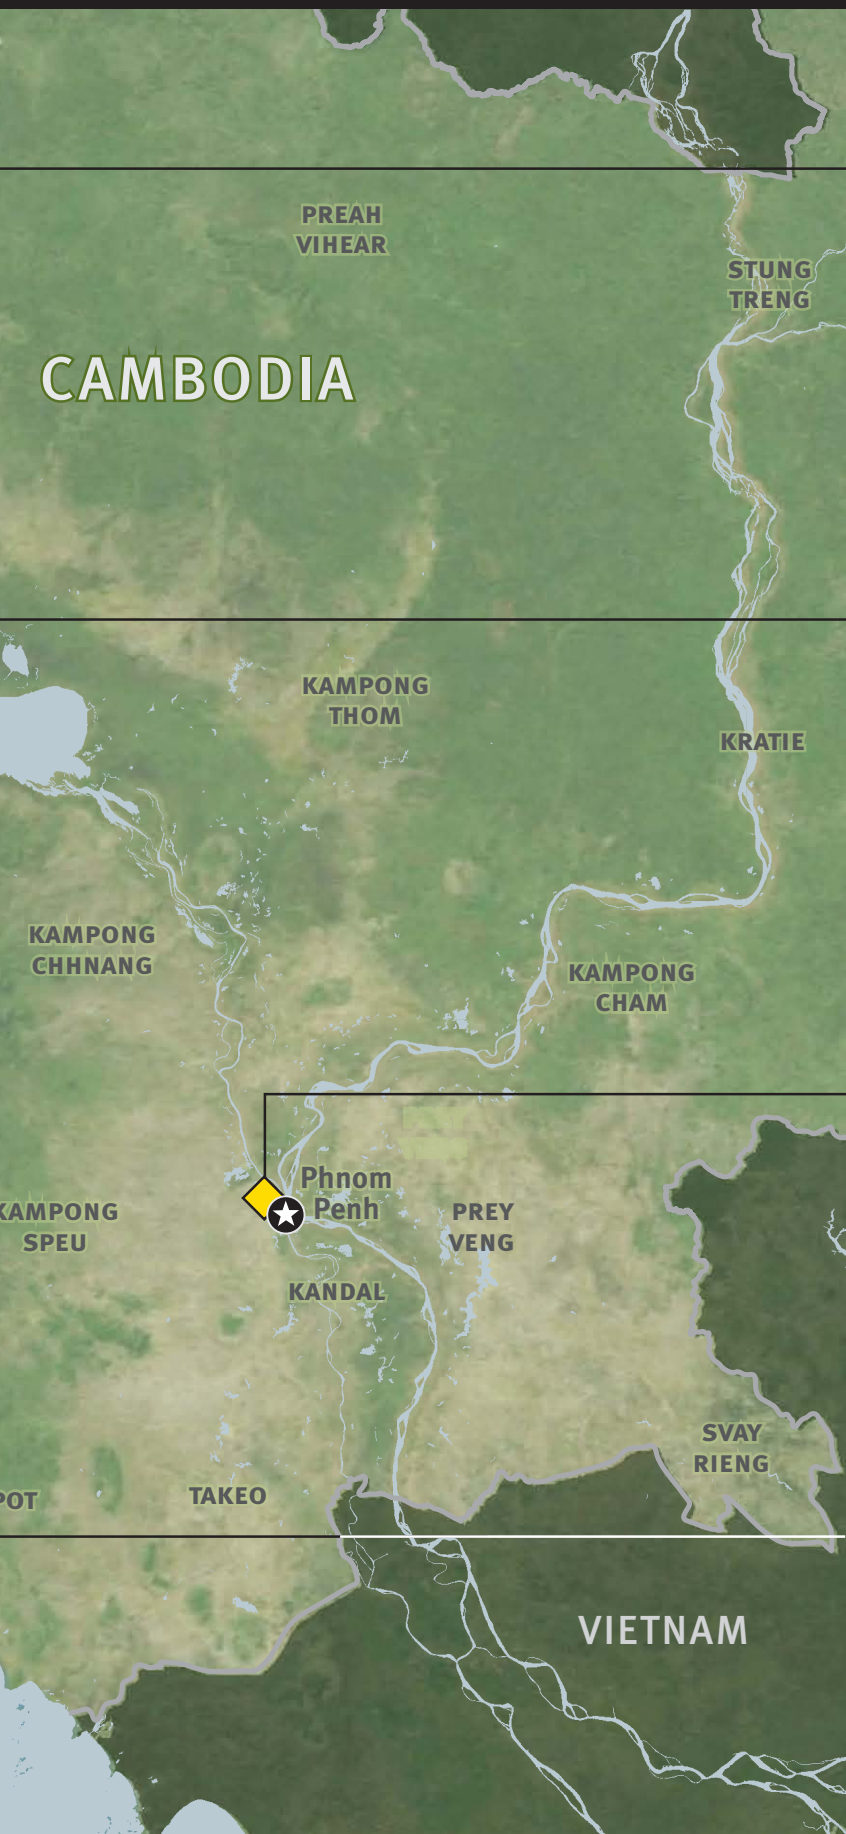 PREAH
VIHEAR
STUNG
TRENG
CAMBODIA
KAMPONG
THOM
KRATIE
KAMPONG
CHHNANG
KAMPONG
CHAM
Phnom
Penh
KAMPONG
SPEU
PREY
VENG
KANDAL
SVAY
RIENG
TAKEO
POT
VIETNAM